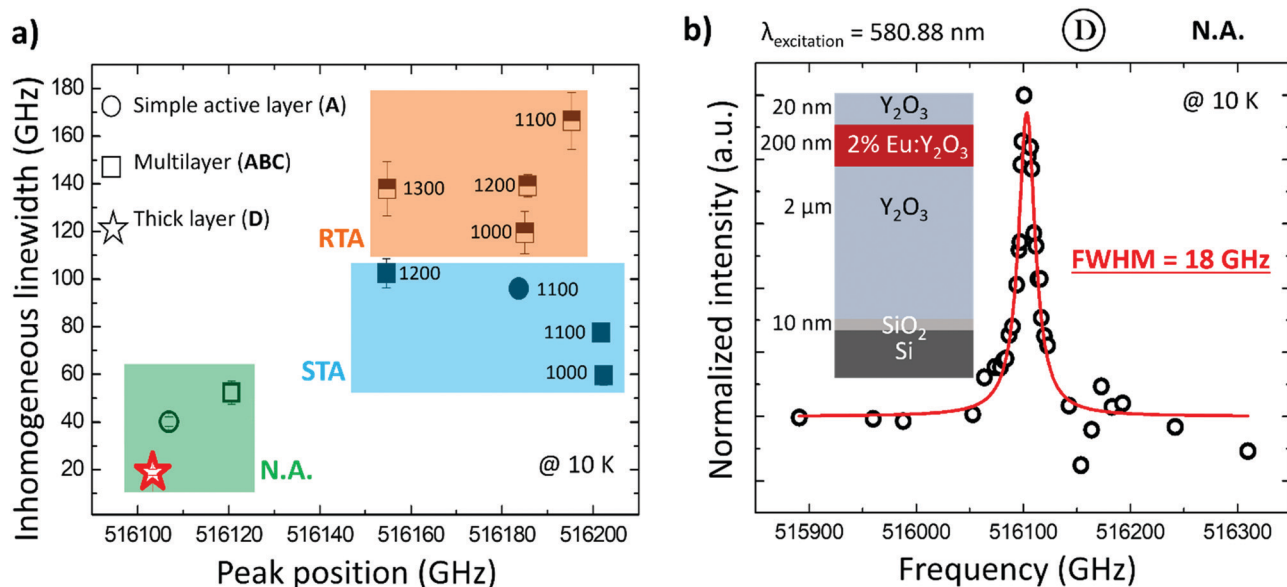 a)
Inhomogeneous linewidth (GHz)
180
160
140
120
100
80
60
40
20
Simple active layer (A)
Multilayer (ABC)
Thick layer (D)
1100
1300
1200
1000
RTA
1200
1100
1100
1000
STA
N.A.
@ 10 K
516100 516120 516140 516160 516180 516200
Peak position (GHz)
b)
λexcitation = 580.88 nm
D
N.A.
@ 10 K
Normalized intensity (a.u.)
20 nm Y₂O₃
200 nm 2% Eu:Y₂O₃
2 μm Y₂O₃
10 nm SiO₂
Si
FWHM = 18 GHz
515900 516000 516100 516200 516300
Frequency (GHz)